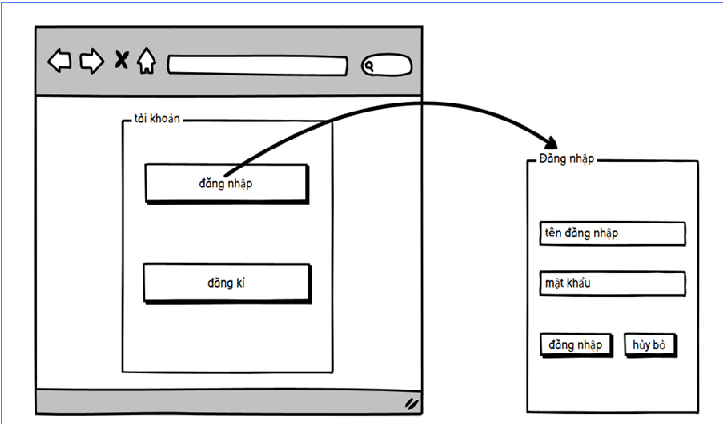 tài khoản
đăng nhập
đăng kí
Đăng nhập
tên đăng nhập
mật khẩu
đăng nhập
hủy bỏ